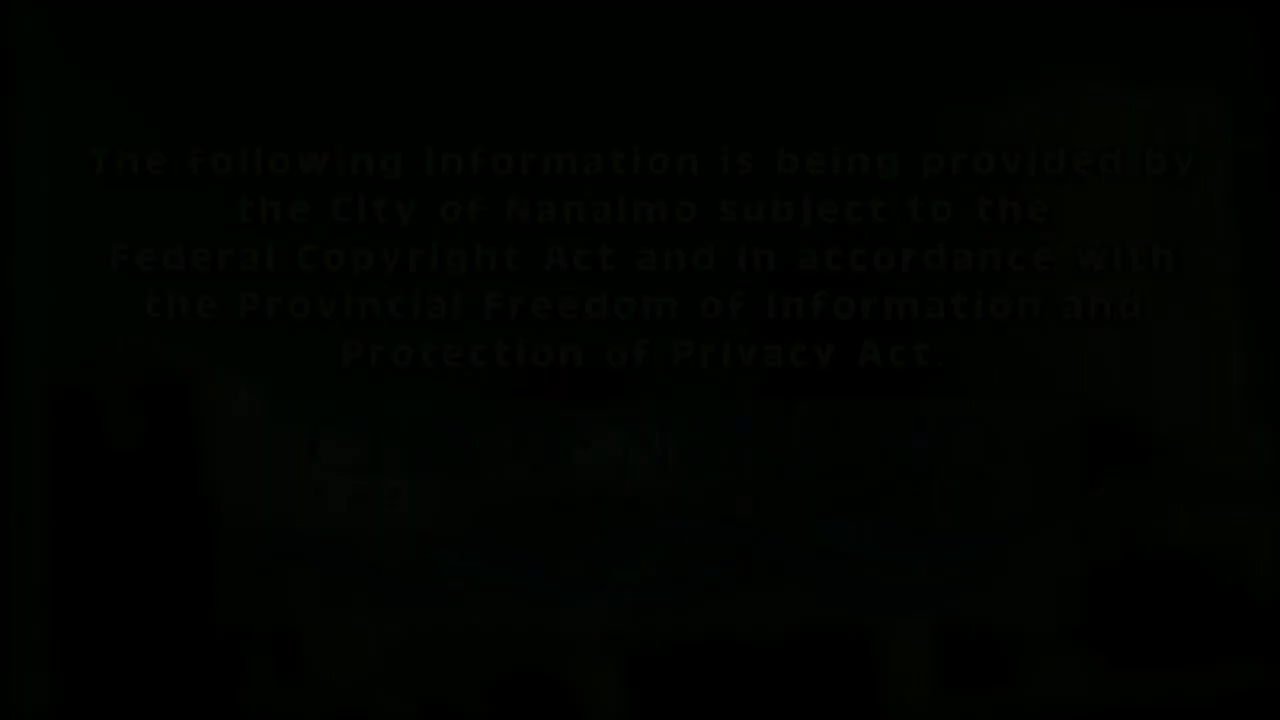 The following information is being provided by
the City of Nanaimo subject to the
Federal Copyright Act and in accordance with
the Provincial Freedom of Information and
Protection of Privacy Act.